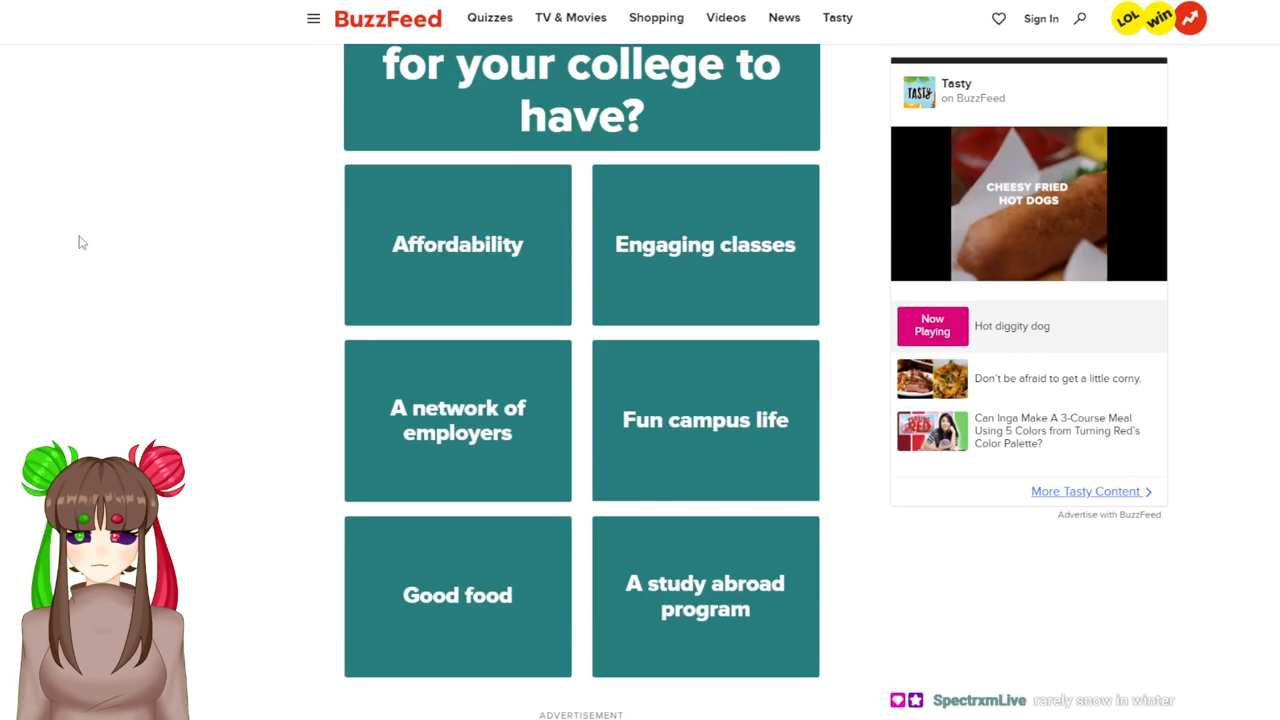 BuzzFeed
Quizzes
TV & Movies
Shopping
Videos
News
Tasty
Sign In
LOL
win
for your college to
have?
Affordability
Engaging classes
A network of
employers
Fun campus life
Good food
A study abroad
program
ADVERTISEMENT
TASTY
Tasty
on BuzzFeed
CHEESY FRIED
HOT DOGS
Now
Playing
Hot diggity dog
Don't be afraid to get a little corny.
Can Inga Make A 3-Course Meal
Using 5 Colors from Turning Red's
Color Palette?
More Tasty Content
Advertise with BuzzFeed
SpectrxmLive rarely snow in winter